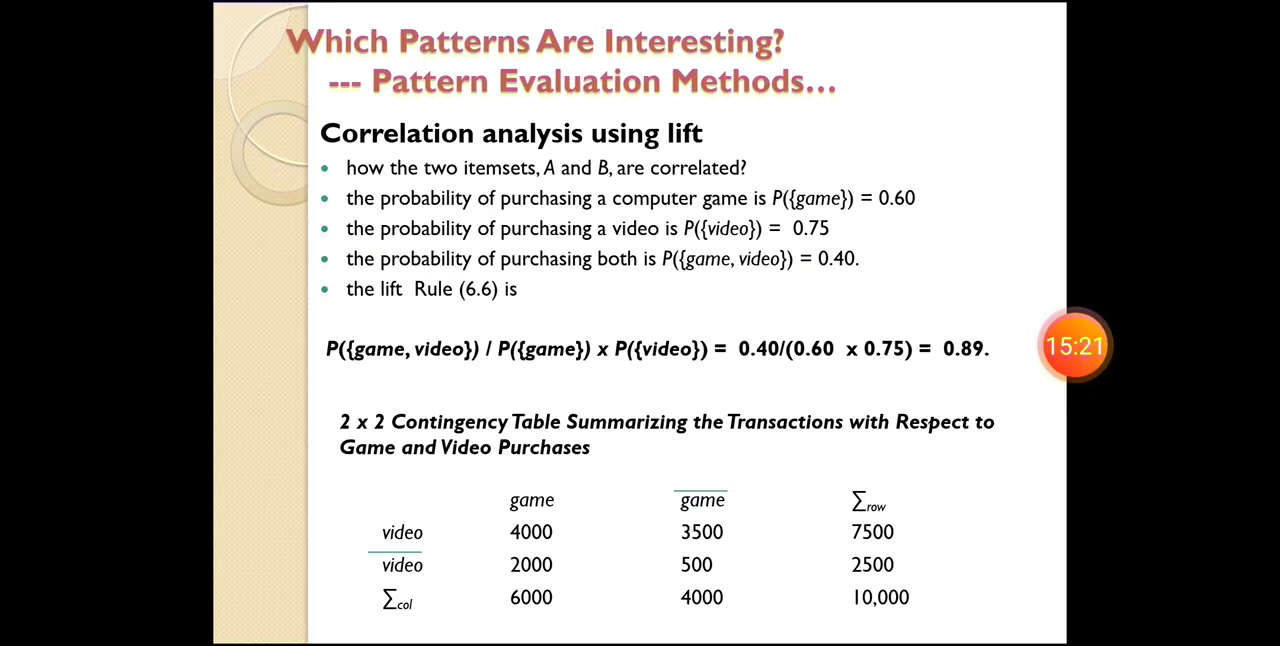 Which Patterns Are Interesting?
--- Pattern Evaluation Methods…
Correlation analysis using lift
• how the two itemsets, A and B, are correlated?
• the probability of purchasing a computer game is P({game}) = 0.60
• the probability of purchasing a video is P({video}) = 0.75
• the probability of purchasing both is P({game, video}) = 0.40.
• the lift Rule (6.6) is
P({game, video}) / P({game}) x P({video}) = 0.40/(0.60 x 0.75) = 0.89.
15:21
2 x 2 Contingency Table Summarizing the Transactions with Respect to
Game and Video Purchases
game game ∑row
video 4000 3500 7500
video 2000 500 2500
∑col 6000 4000 10,000